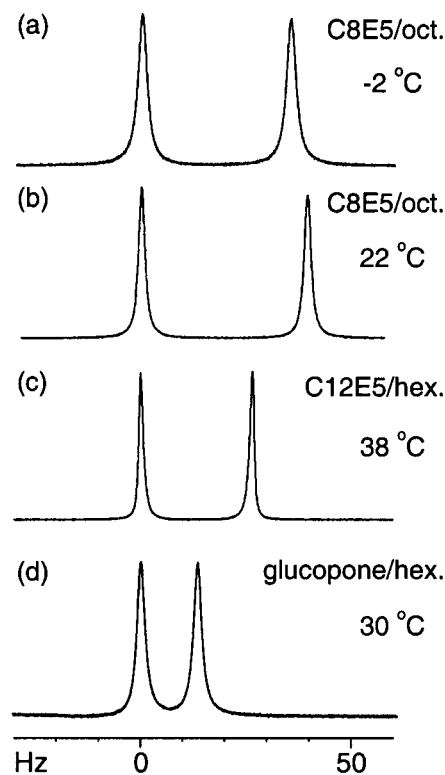 (a)
C8E5/oct.
-2 °C
(b)
C8E5/oct.
22 °C
(c)
C12E5/hex.
38 °C
(d)
glucopone/hex.
30 °C
Hz 0 50